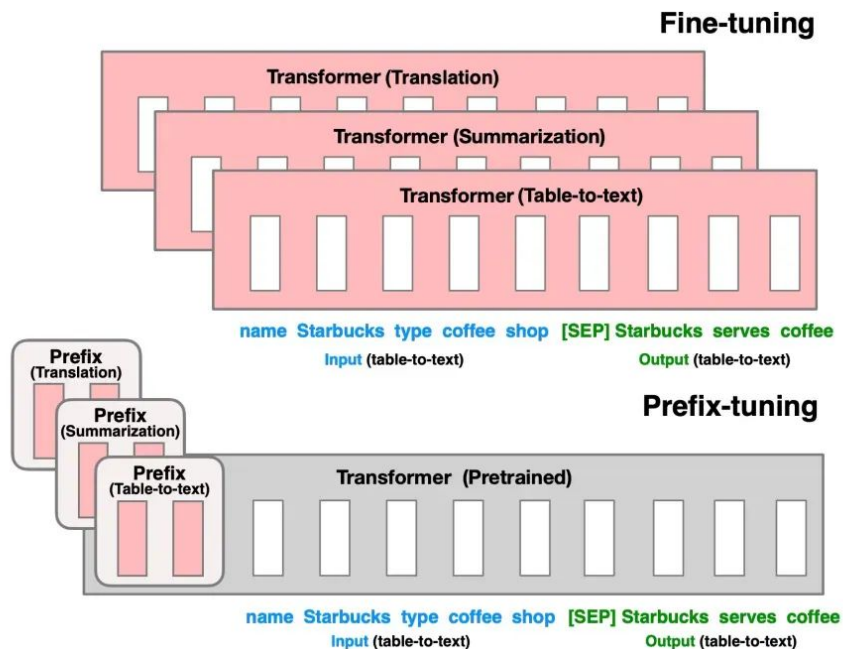 Fine-tuning
Transformer (Translation)
Transformer (Summarization)
Transformer (Table-to-text)
name Starbucks type coffee shop [SEP] Starbucks serves coffee
Input (table-to-text) Output (table-to-text)
Prefix-tuning
Prefix
(Translation)
Prefix
(Summarization)
Prefix
(Table-to-text)
Transformer (Pretrained)
name Starbucks type coffee shop [SEP] Starbucks serves coffee
Input (table-to-text) Output (table-to-text)